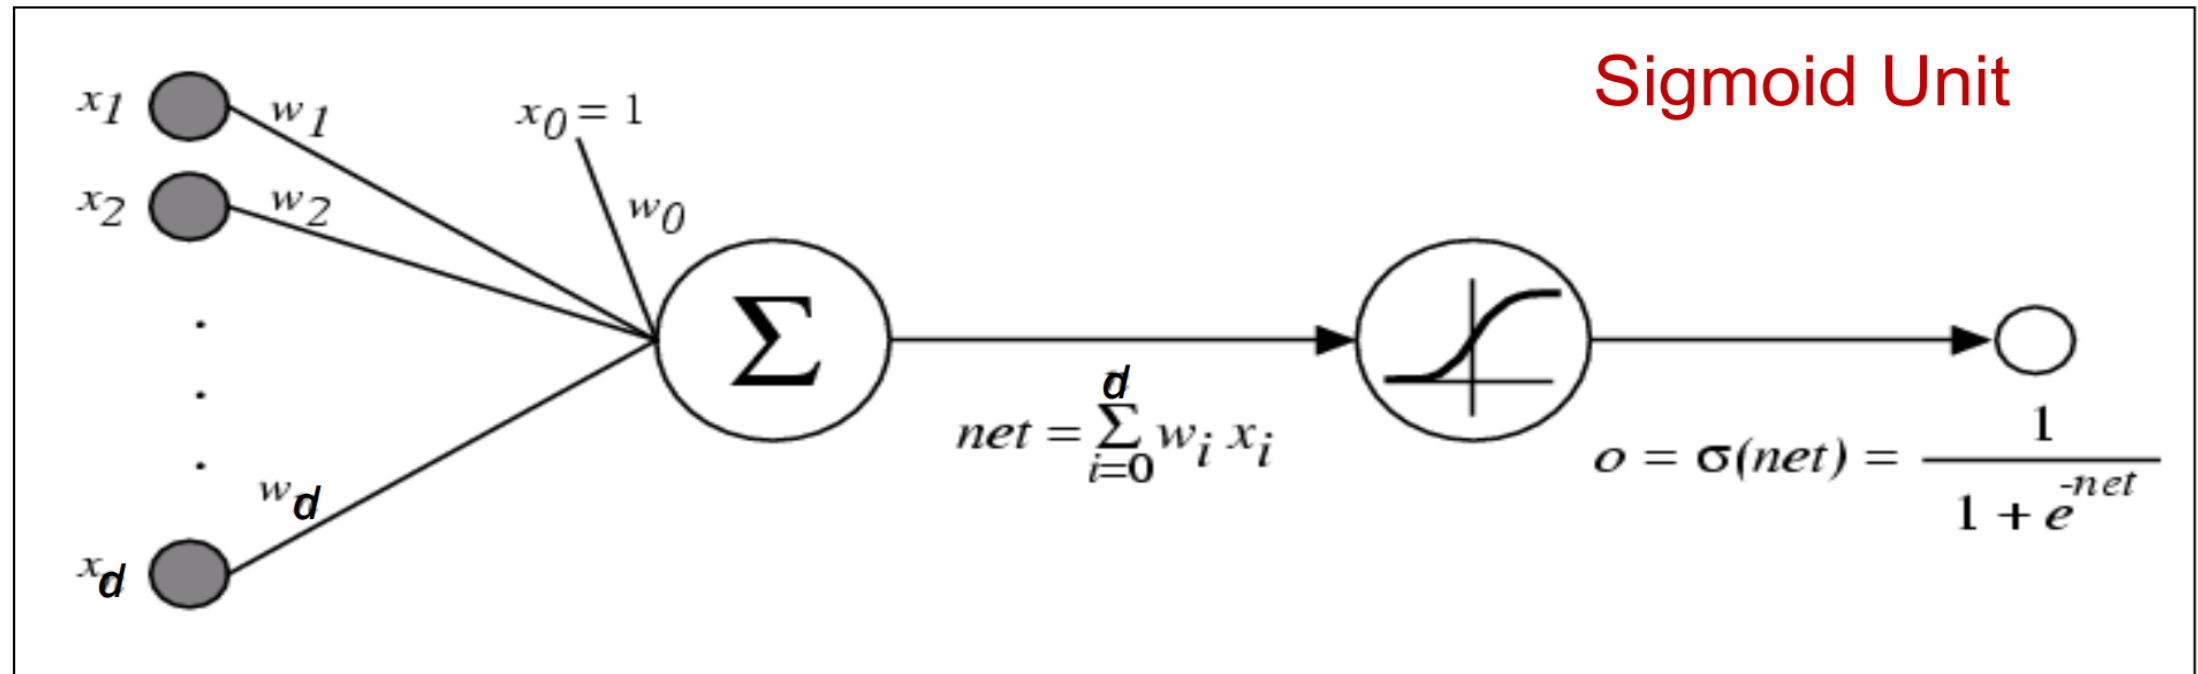 Sigmoid Unit
x1
w1
x0 = 1
x2
w2
w0
Σ
d
net = Σ wi xi
i=0
wd
xd
1
o = σ(net) =
1 + e-net